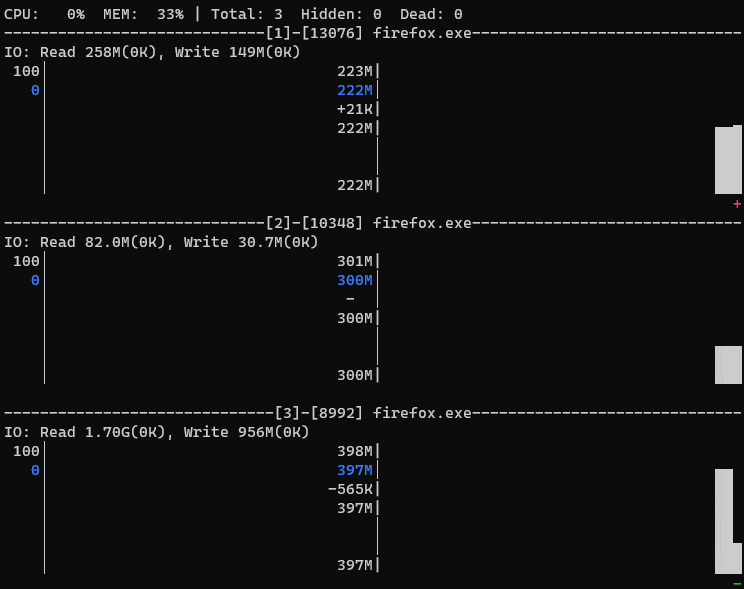 CPU:   0%  MEM:  33% | Total: 3  Hidden: 0  Dead: 0
-----------------------------[1]-[13076] firefox.exe------------------------------
IO: Read 258M(0K), Write 149M(0K)
100| 223M|
0| 222M|
+21K|
222M|
222M|
+
-----------------------------[2]-[10348] firefox.exe------------------------------
IO: Read 82.0M(0K), Write 30.7M(0K)
100| 301M|
0| 300M|
-
300M|
300M|
------------------------------[3]-[8992] firefox.exe------------------------------
IO: Read 1.70G(0K), Write 956M(0K)
100| 398M|
0| 397M|
-565K|
397M|
397M|
-